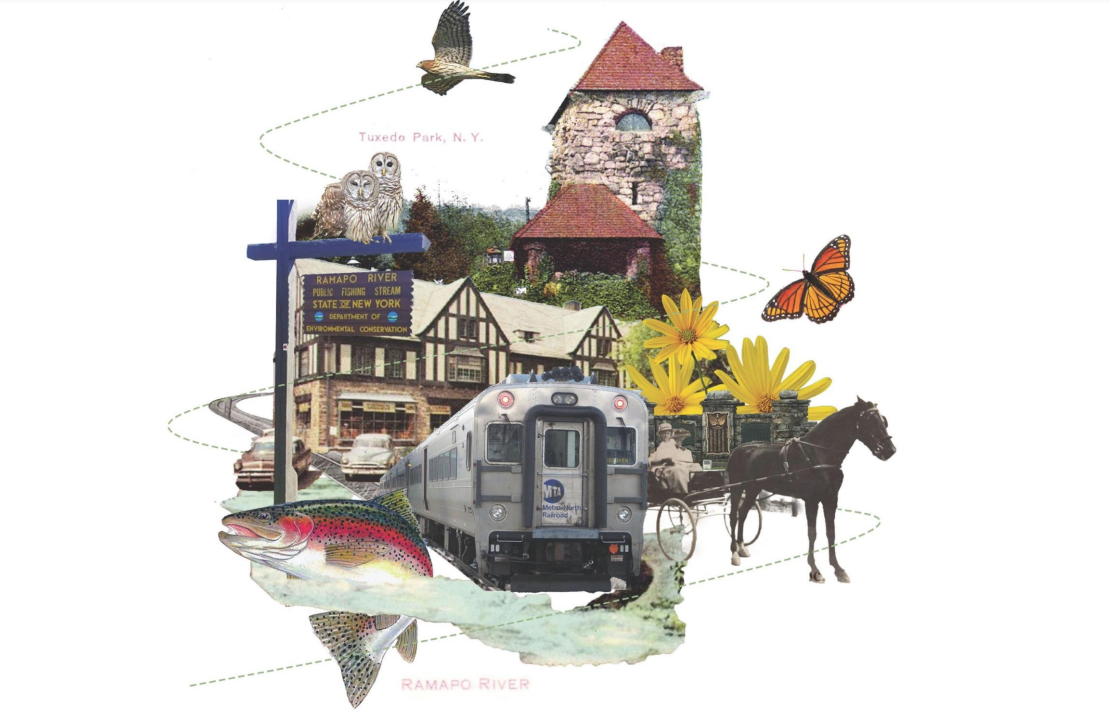 Tuxedo Park, N. Y.
RAMAPO RIVER
PUBLIC FISHING STREAM
STATE OF NEW YORK
DEPARTMENT OF
ENVIRONMENTAL CONSERVATION
MTA
Metro-North
Railroad
RAMAPO RIVER